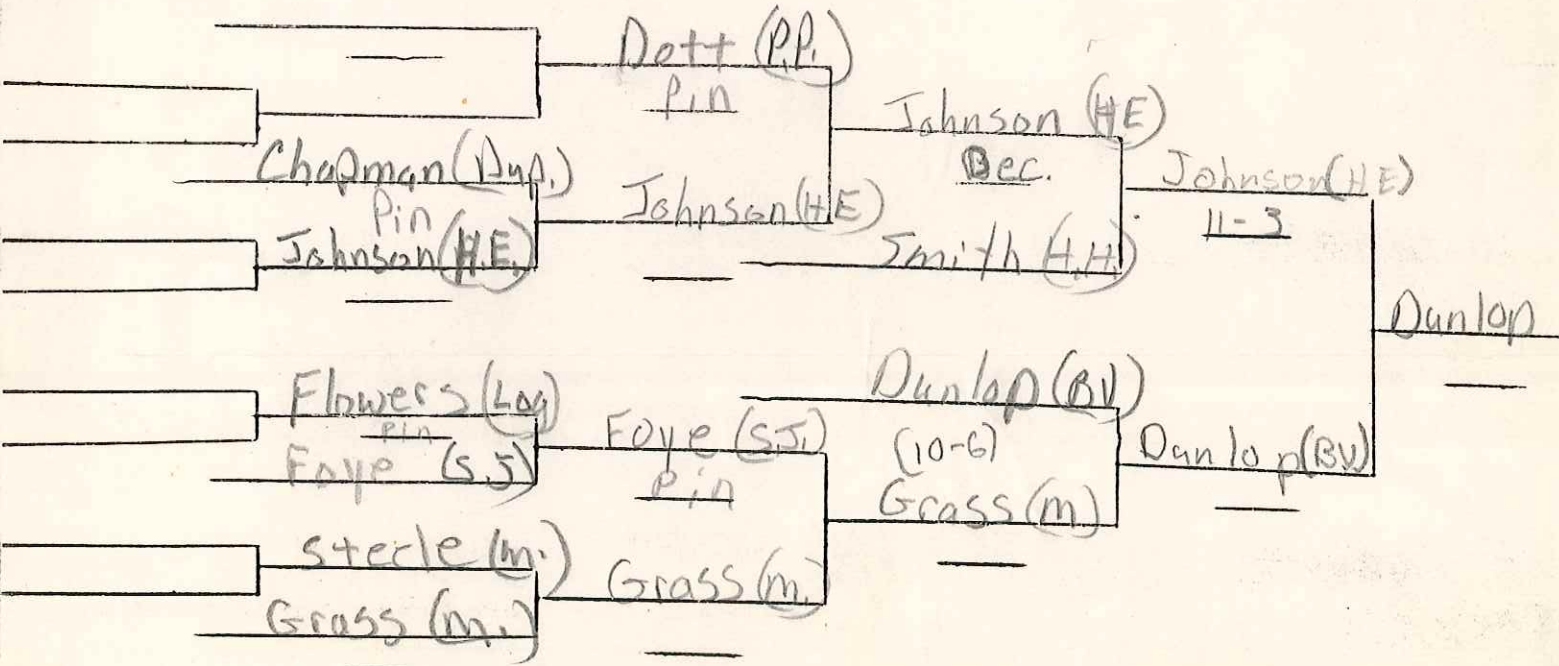 Dott (P.P.)
Pin
Johnson (HE)
Dec.
Chapman (Dup.)
Pin
Johnson (H.E.)
Johnson (H.E)
Johnson (HE)
11-3
Smith (H.H.)
Dunlop
Flowers (Log)
Pin
Foye (S.J)
Foye (S.J.)
Pin
Dunlop (BV)
(10-6)
Grass (m)
Dunlop (BV)
Steele (m.)
Grass (m.)
Grass (m.)